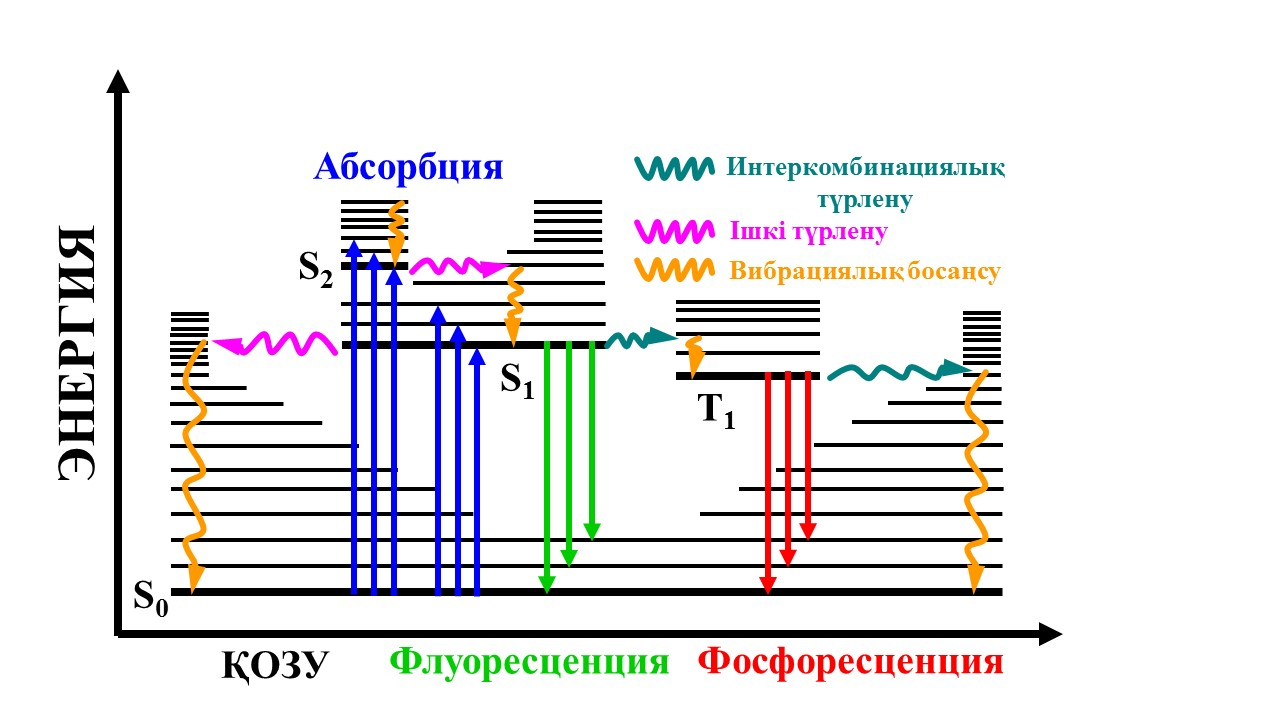 Абсорбция
Интеркомбинациялық
түрлену
Ішкі түрлену
Вибрациялық босаңсу
ЭНЕРГИЯ
S₂
S₁
T₁
S₀
ҚОЗУ
Флуоресценция
Фосфоресценция